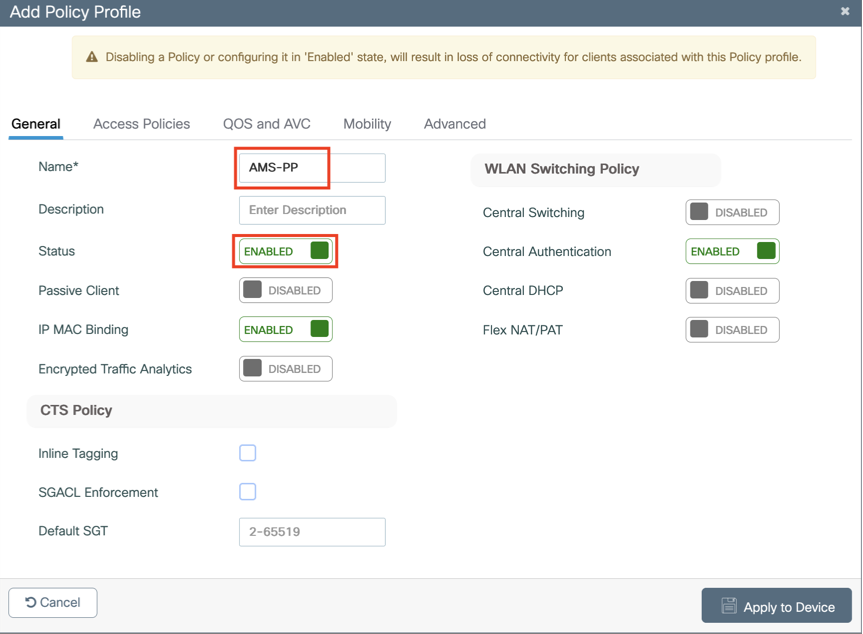 Add Policy Profile
Disabling a Policy or configuring it in 'Enabled' state, will result in loss of connectivity for clients associated with this Policy profile.
General Access Policies QOS and AVC Mobility Advanced
Name* AMS-PP
Description Enter Description
Status ENABLED
Passive Client DISABLED
IP MAC Binding ENABLED
Encrypted Traffic Analytics DISABLED
CTS Policy
Inline Tagging
SGACL Enforcement
Default SGT 2-65519
WLAN Switching Policy
Central Switching DISABLED
Central Authentication ENABLED
Central DHCP DISABLED
Flex NAT/PAT DISABLED
Cancel Apply to Device